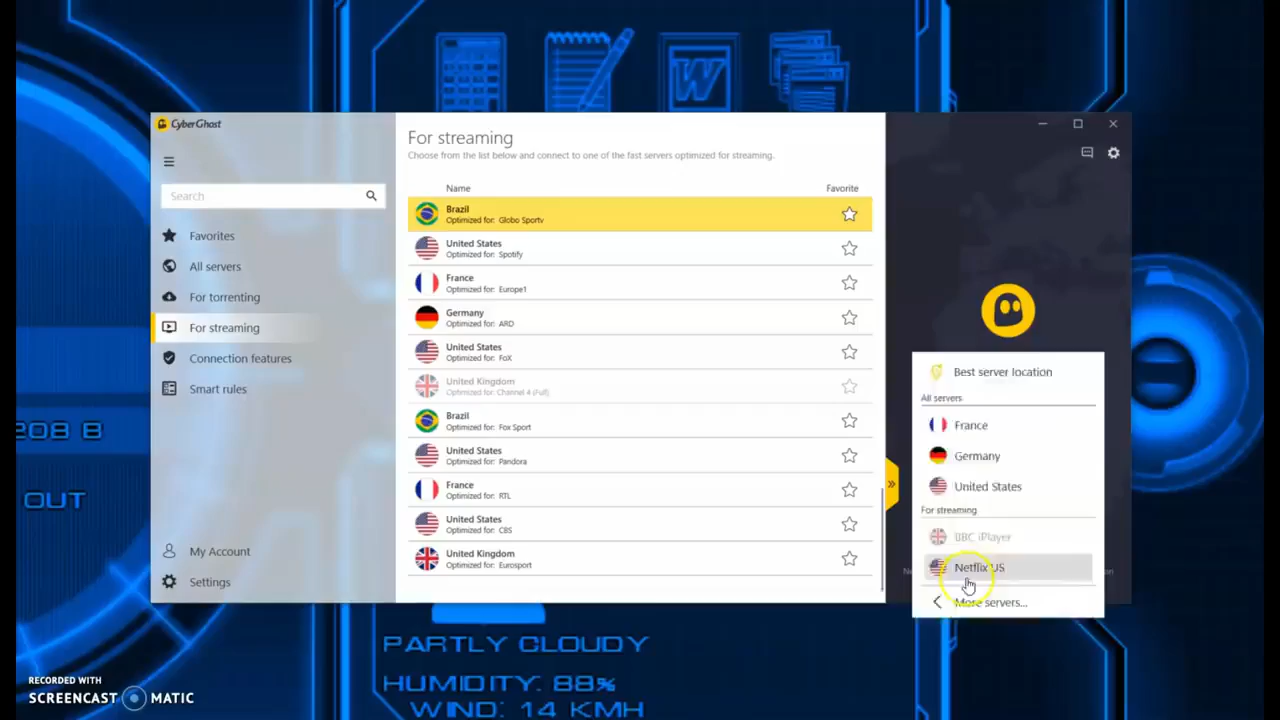 CyberGhost
Search
Favorites
All servers
For torrenting
For streaming
Connection features
Smart rules
My Account
Settings
For streaming
Choose from the list below and connect to one of the fast servers optimized for streaming.
Name Favorite
Brazil
Optimized for: Globo Sportv
United States
Optimized for: Spotify
France
Optimized for: Europe1
Germany
Optimized for: ARD
United States
Optimized for: FoX
United Kingdom
Optimized for: Channel 4 (Full)
Brazil
Optimized for: Fox Sport
United States
Optimized for: Pandora
France
Optimized for: RTL
United States
Optimized for: CBS
United Kingdom
Optimized for: Eurosport
Best server location
All servers
France
Germany
United States
For streaming
BBC iPlayer
Netflix US
More servers...
W
208 B
OUT
PARTLY CLOUDY
HUMIDITY: 88%
WIND: 14 KMH
RECORDED WITH
SCREENCAST MATIC